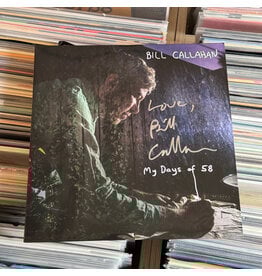 BILL CALLAHAN
Love,
Bill
Callahan
My Days of 58